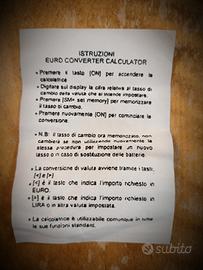 ISTRUZIONI
EURO CONVERTER CALCULATOR
• Premere il tasto [ON] per accendere la
calcolatrice
• Digitare sul display la cifra relativa al tasso di
cambio della valuta che si intende impostare.
• Premere [SM= set memory] per memorizzare
il tasso di cambio.
• Premere nuovamente [ON] per cominciare la
conversione.
• N.B: il tasso di cambio ora memorizzato, non
cambierà se non utilizzando nuovamente la
stessa procedura per impostare un nuovo
tasso o in caso di sostituzione delle batterie.
• La conversione di valuta avviene tramite i tasti:
[<] e [»]
• [<] è il tasto che indica l'importo richiesto in
EURO.
• [»] è il tasto che indica l'importo richiesto in
LIRA o in altra valuta impostata.
• La calcolatrice è utilizzabile comunque in tutte
le sue funzioni standard.
subito